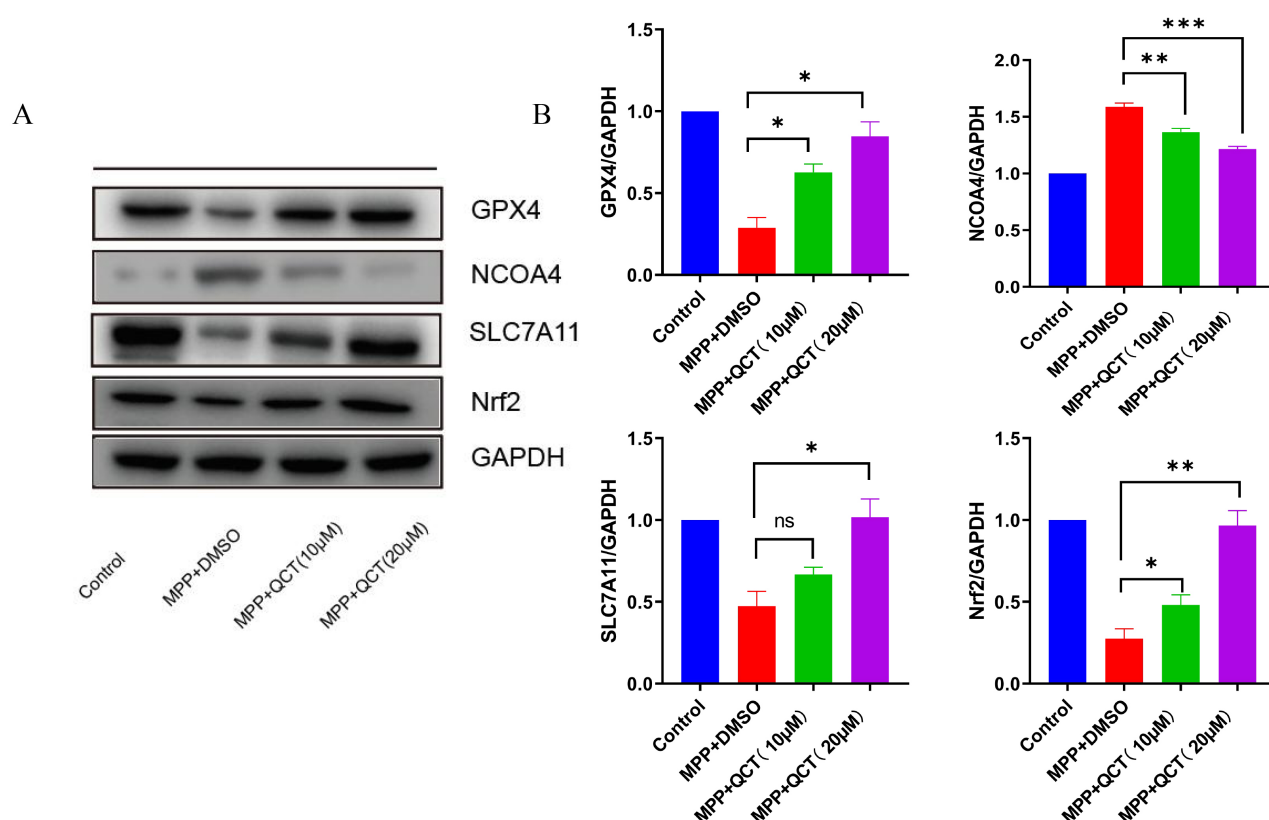 A
GPX4
NCOA4
SLC7A11
Nrf2
GAPDH
Control
MPP+DMSO
MPP+QCT(10μM)
MPP+QCT(20μM)
B
GPX4/GAPDH
1.5
1.0
0.5
0.0
*
*
Control
MPP+DMSO
MPP+QCT（10μM）
MPP+QCT（20μM）
NCOA4/GAPDH
2.0
1.5
1.0
0.5
0.0
***
**
Control
MPP+DMSO
MPP+QCT（10μM）
MPP+QCT（20μM）
SLC7A11/GAPDH
1.5
1.0
0.5
0.0
*
ns
Control
MPP+DMSO
MPP+QCT（10μM）
MPP+QCT（20μM）
Nrf2/GAPDH
1.5
1.0
0.5
0.0
**
*
Control
MPP+DMSO
MPP+QCT（10μM）
MPP+QCT（20μM）